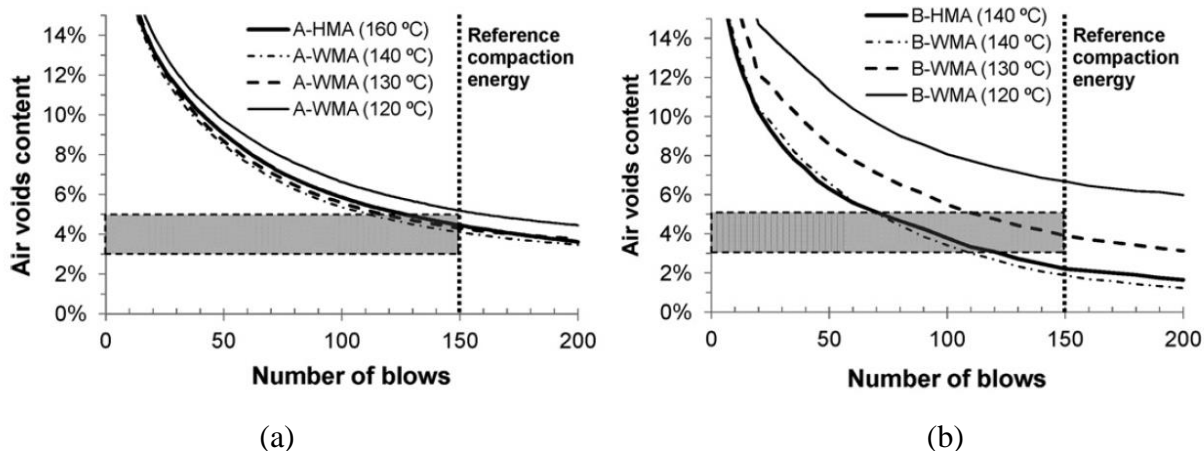 14%
12%
10%
8%
6%
4%
2%
0%
Air voids content
A-HMA (160 ºC)
A-WMA (140 ºC)
A-WMA (130 ºC)
A-WMA (120 ºC)
Reference
compaction
energy
0 50 100 150 200
Number of blows
(a)
14%
12%
10%
8%
6%
4%
2%
0%
Air voids content
B-HMA (140 ºC)
B-WMA (140 ºC)
B-WMA (130 ºC)
B-WMA (120 ºC)
Reference
compaction
energy
0 50 100 150 200
Number of blows
(b)